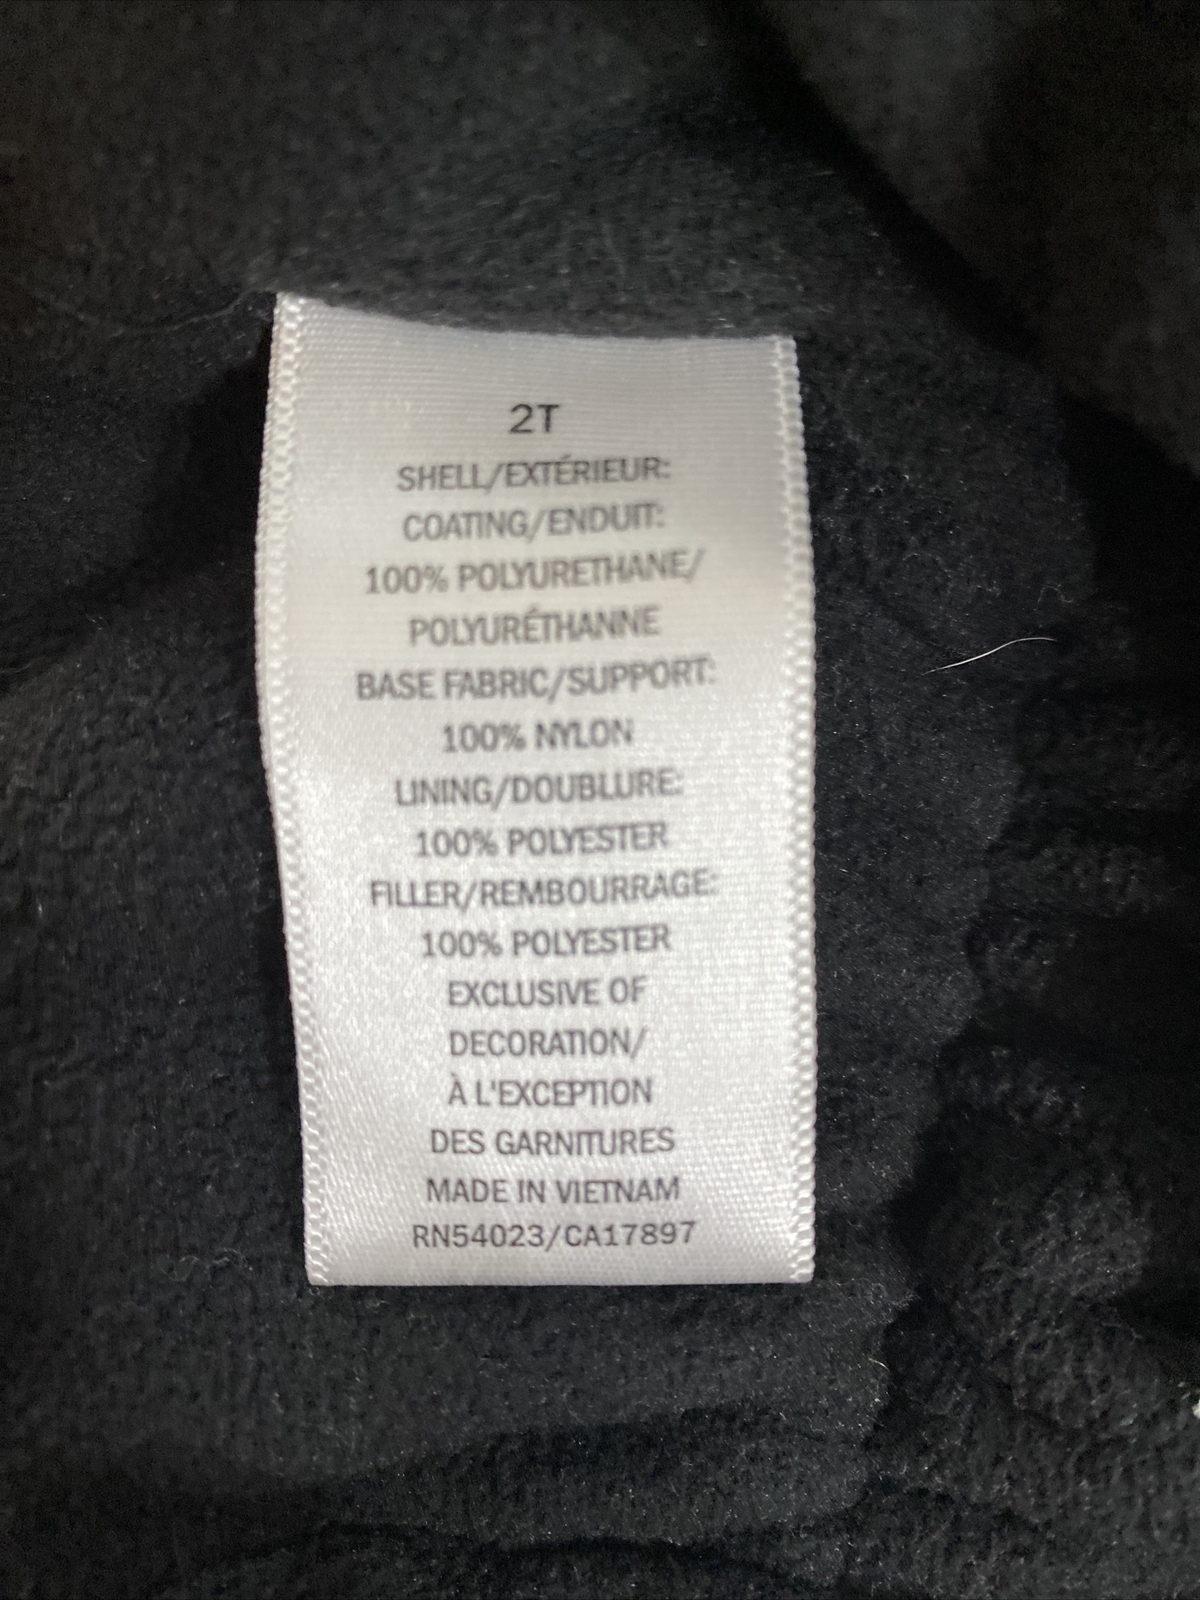 2T
SHELL/EXTÉRIEUR:
COATING/ENDUIT:
100% POLYURETHANE/
POLYURÉTHANNE
BASE FABRIC/SUPPORT:
100% NYLON
LINING/DOUBLURE:
100% POLYESTER
FILLER/REMBOURRAGE:
100% POLYESTER
EXCLUSIVE OF
DECORATION/
À L'EXCEPTION
DES GARNITURES
MADE IN VIETNAM
RN54023/CA17897